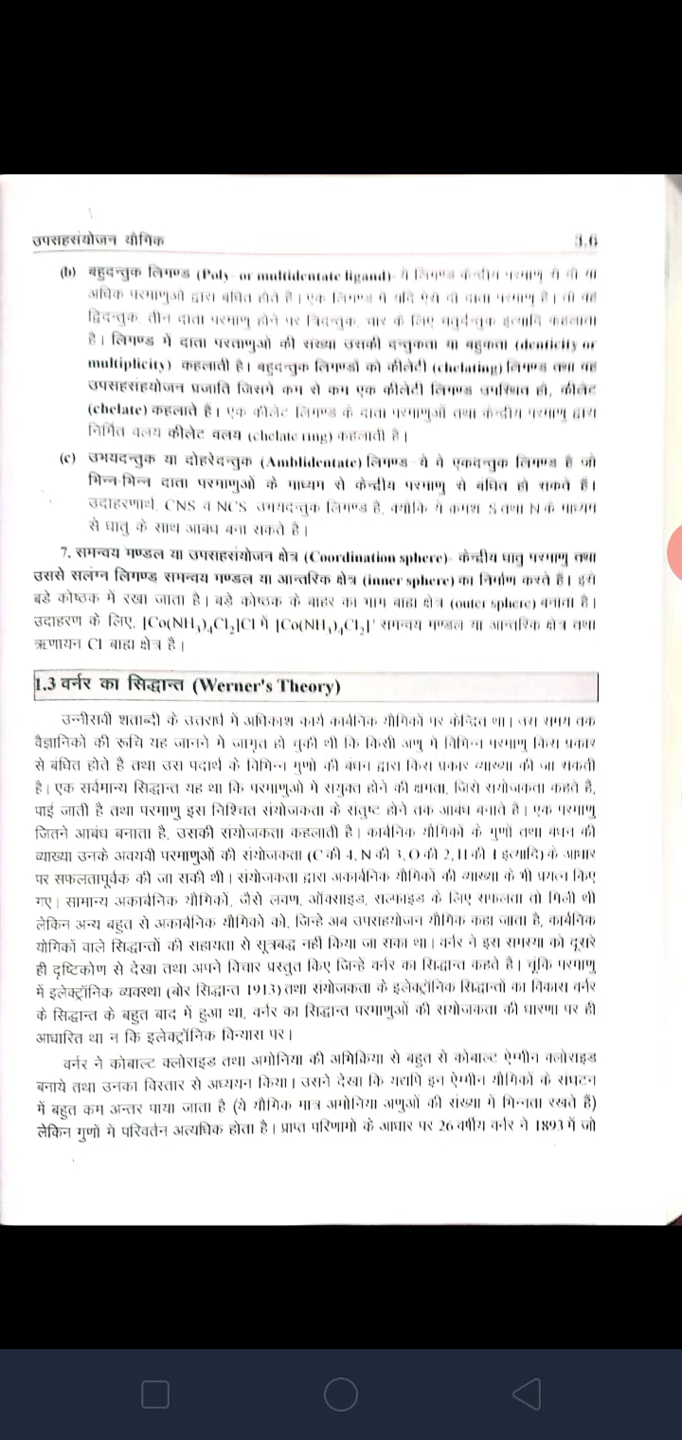 उपसहसंयोजन यौगिक 3.6
(b) बहुदन्तुक लिगण्ड (Poly- or multidentate ligand)- ये लिगण्ड केन्द्रीय परमाणु से दो या
अधिक परमाणुओं द्वारा बंधित होते है। एक लिगण्ड में यदि ऐसे दो दाता परमाणु है। तो वह
द्विदन्तुक, तीन दाता परमाणु होने पर त्रिदन्तुक, चार के लिए चतुर्दन्तुक इत्यादि कहलाता
है। लिगण्ड में दाता परताणुओ की संख्या उसकी दन्तुकता या बहुकता (denticity or
multiplicity) कहलाती है। बहुदन्तुक लिगण्डों को कीलेटी (chelating) लिगण्ड तथा वह
उपसहसंहयोजन प्रजाति जिसमे कम से कम एक कीलेटी लिगण्ड उपस्थित हो, कीलेट
(chelate) कहलाते है। एक कीलेट लिगण्ड के दाता परमाणुओं तथा केन्द्रीय परमाणु द्वारा
निर्मित वलय कीलेट वलय (chelate ring) कहलाती है।
(c) उभयदन्तुक या दोहरेदन्तुक (Amblidentate) लिगण्ड- ये वे एकदन्तुक लिगण्ड है जो
भिन्न-भिन्न दाता परमाणुओं के माध्यम से केन्द्रीय परमाणु से बंधित हो सकते हैं।
उदाहरणार्थ, CNS व NCS उभयदन्तुक लिगण्ड है, क्योकि ये क्रमश S तथा N के माध्यम
से धातु के साथ आबंध बना सकते है।
7. समन्वय मण्डल या उपसहसंयोजन क्षेत्र (Coordination sphere)- केन्द्रीय धातु परमाणु तथा
उससे सलंग्न लिगण्ड समन्वय मण्डल या आन्तरिक क्षेत्र (inner sphere) का निर्माण करते है। इसे
बडे कोष्ठक में रखा जाता है। बड़े कोष्ठक के बाहर का भाग बाह्य क्षेत्र (outer sphere) बनाता है।
उदाहरण के लिए, [Co(NH₃)₄Cl₂]Cl में [Co(NH₃)₄Cl₂]⁺ समन्वय मण्डल या आन्तरिक क्षेत्र तथा
ऋणायन Cl बाह्य क्षेत्र हैं।
1.3 वर्नर का सिद्धान्त (Werner's Theory)
उन्नीसवी शताब्दी के उतरार्ध में अधिकाश कार्य कार्बनिक यौगिको पर केन्दित था। उस समय तक
वैज्ञानिकों की रूचि यह जानने मे जागृत हो चुकी थी कि किसी अणु मे विभिन्न परमाणु किस प्रकार
से बंधित होते है तथा उस पदार्थ के विभिन्न गुणो की बंधन द्वारा किस प्रकार व्याख्या की जा सकती
है। एक सर्वमान्य सिद्धान्त यह था कि परमाणुओ मे सयुक्त होने की क्षमता, जिसे सयोजकता कहते हैं,
पाई जाती है तथा परमाणु इस निश्चित संयोजकता के सतुष्ट होने तक आबंध बनाते है। एक परमाणु
जितने आबंध बनाता है, उसकी संयोजकता कहलाती है। कार्बनिक यौगिको के गुणो तथा बंधन की
व्याख्या उनके अवयवी परमाणुओं की संयोजकता (C की 4, N की 3, O की 2, H की 1 इत्यादि) के आधार
पर सफलतापूर्वक की जा सकी थी। संयोजकता द्वारा अकार्बनिक यौगिको की व्याख्या के भी प्रयत्न किए
गए। सामान्य अकार्बनिक यौगिकों, जैसे लवण, ऑक्साइड, सल्फाइड के लिए सफलता तो मिली थी
लेकिन अन्य बहुत से अकार्बनिक यौगिको को, जिन्हे अब उपसहयोजन यौगिक कहा जाता है, कार्बनिक
योगिकों वाले सिद्धान्तों की सहायता से सूत्रबद्ध नही किया जा सका था। वर्नर ने इस समस्या को दूसरे
ही दृष्टिकोण से देखा तथा अपने विचार प्रस्तुत किए जिन्हें वर्नर का सिद्धान्त कहते है। चूंकि परमाणु
में इलेक्ट्रॉनिक व्यवस्था (बोर सिद्धान्त 1913) तथा संयोजकता के इलेक्ट्रॉनिक सिद्धान्तों का विकास वर्नर
के सिद्धान्त के बहुत बाद में हुआ था, वर्नर का सिद्धान्त परमाणुओं की सयोजकता की धारणा पर ही
आधारित था न कि इलेक्ट्रॉनिक विन्यास पर।
वर्नर ने कोबाल्ट क्लोराइड तथा अमोनिया की अभिक्रिया से बहुत से कोबाल्ट ऐम्मीन क्लोराइड
बनाये तथा उनका विस्तार से अध्ययन किया। उसने देखा कि यद्यपि इन ऐम्मीन यौगिकों के संघटन
में बहुत कम अन्तर पाया जाता है (ये यौगिक मात्र अमोनिया अणुओं की संख्या में भिन्नता रखते है)
लेकिन गुणों मे परिवर्तन अत्यधिक होता है। प्राप्त परिणामो के आधार पर 26 वर्षीय वर्नर ने 1893 में जो